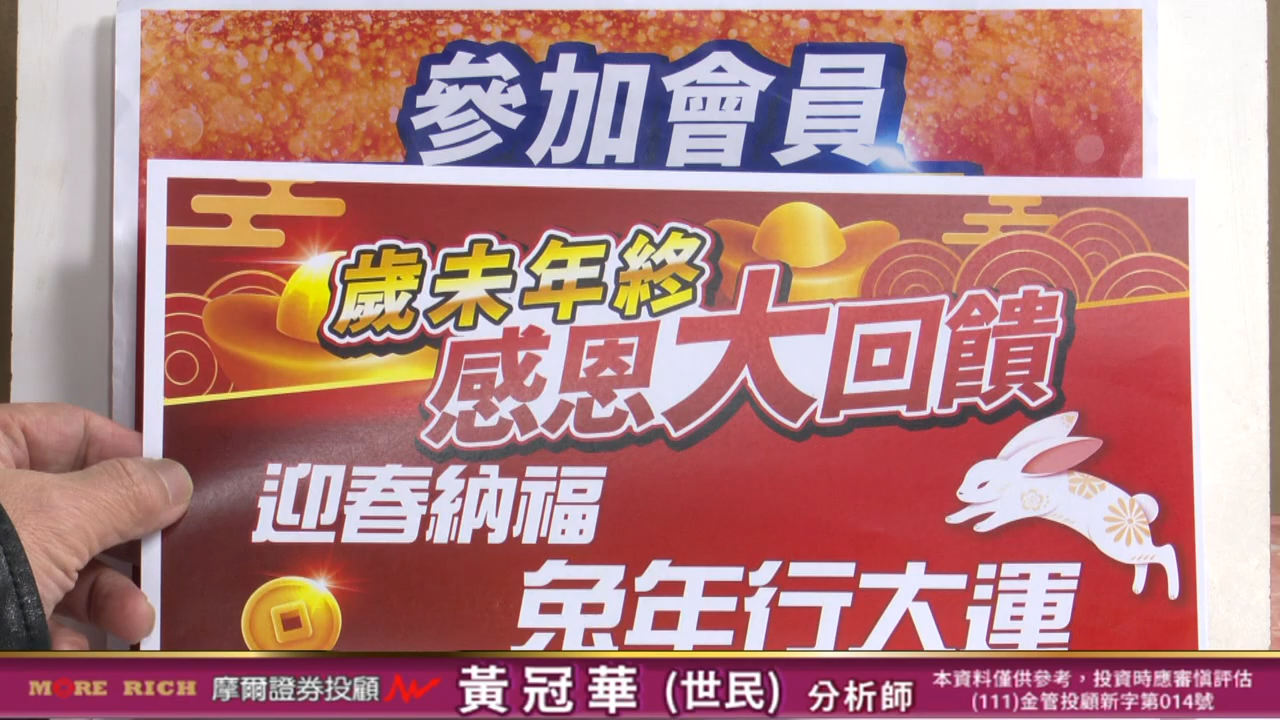 參加會員
歲未年終
感恩大回饋
迎春納福
兔年行大運
MORE RICH 摩爾證券投顧 黃冠華 (世民) 分析師
本資料僅供參考，投資時應審慎評估
(111)金管投顧新字第014號